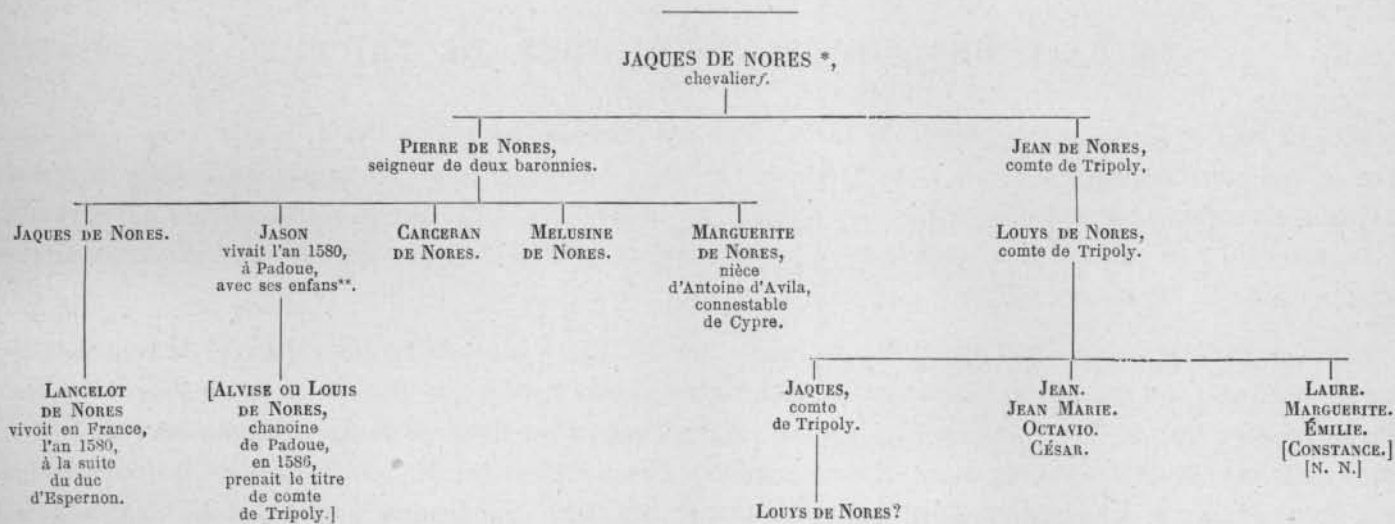 JAQUES DE NORES *,
chevalier f.
PIERRE DE NORES,
seigneur de deux baronnies.
JEAN DE NORES,
comte de Tripoly.
JAQUES DE NORES.
JASON
vivait l'an 1580,
à Padoue,
avec ses enfans**.
CARCERAN
DE NORES.
MELUSINE
DE NORES.
MARGUERITE
DE NORES,
nièce
d'Antoine d'Avila,
connestable
de Cypre.
LOUYS DE NORES,
comte de Tripoly.
LANCELOT
DE NORES
vivoit en France,
l'an 1580,
à la suite
du duc
d'Espernon.
[ALVISE OU LOUIS
DE NORES,
chanoine
de Padoue,
en 1586,
prenait le titre
de comte
de Tripoly.]
JAQUES,
comte
de Tripoly.
JEAN.
JEAN MARIE.
OCTAVIO.
CÉSAR.
LAURE.
MARGUERITE.
ÉMILIE.
[CONSTANCE.]
[N. N.]
LOUYS DE NORES?